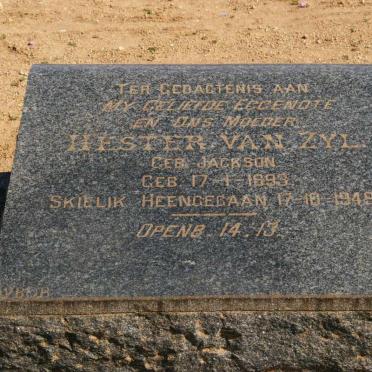 TER GEDACTENIS AAN
MY GELIEFDE EGGENOTE
EN ONS MOEDER
HESTER VAN ZYL.
GEB. JACKSON
GEB. 17-1-1893
SKIELIK HEENGEGAAN 17-10-1948
OPENB. 14.13.